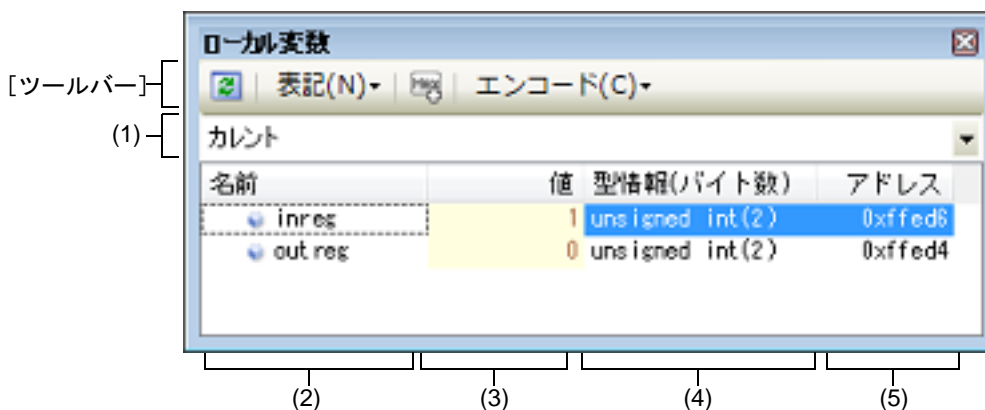 ローカル変数
[ツールバー]
表記(N)
Hex
エンコード(C)
(1)
カレント
名前 値 型情報(バイト数) アドレス
inreg 1 unsigned int(2) 0xffed6
outreg 0 unsigned int(2) 0xffed4
(2) (3) (4) (5)